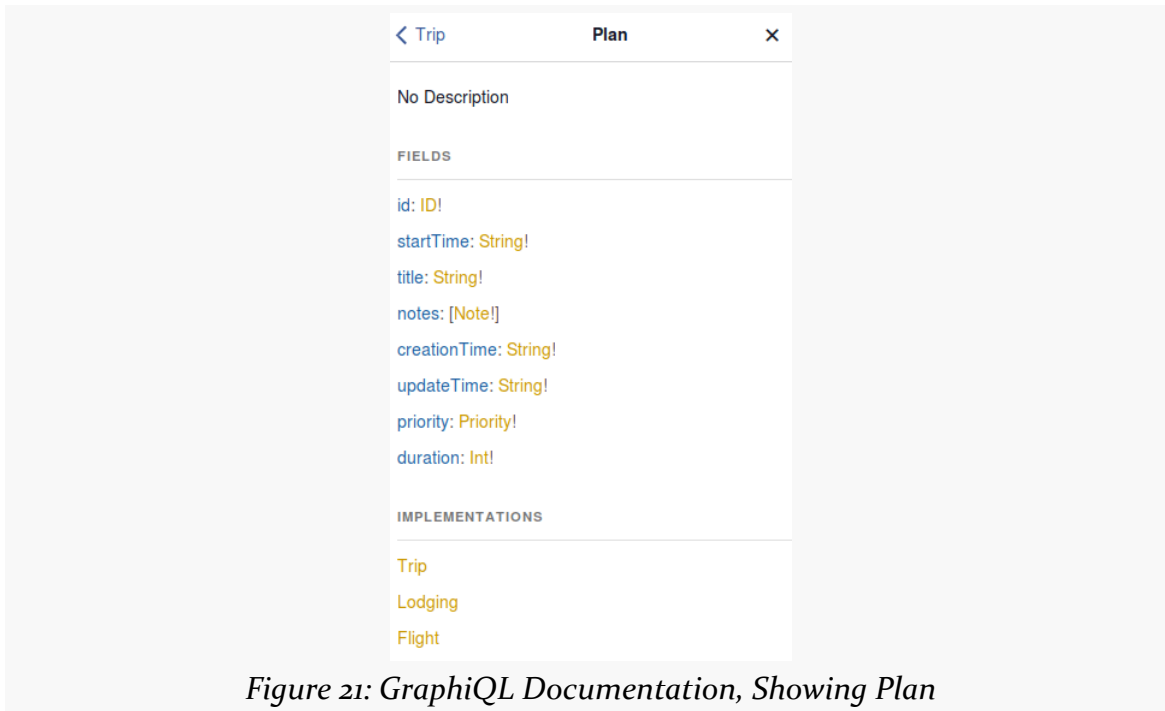 Trip Plan ×
No Description
FIELDS
id: ID!
startTime: String!
title: String!
notes: [Note!]
creationTime: String!
updateTime: String!
priority: Priority!
duration: Int!
IMPLEMENTATIONS
Trip
Lodging
Flight
Figure 21: GraphiQL Documentation, Showing Plan